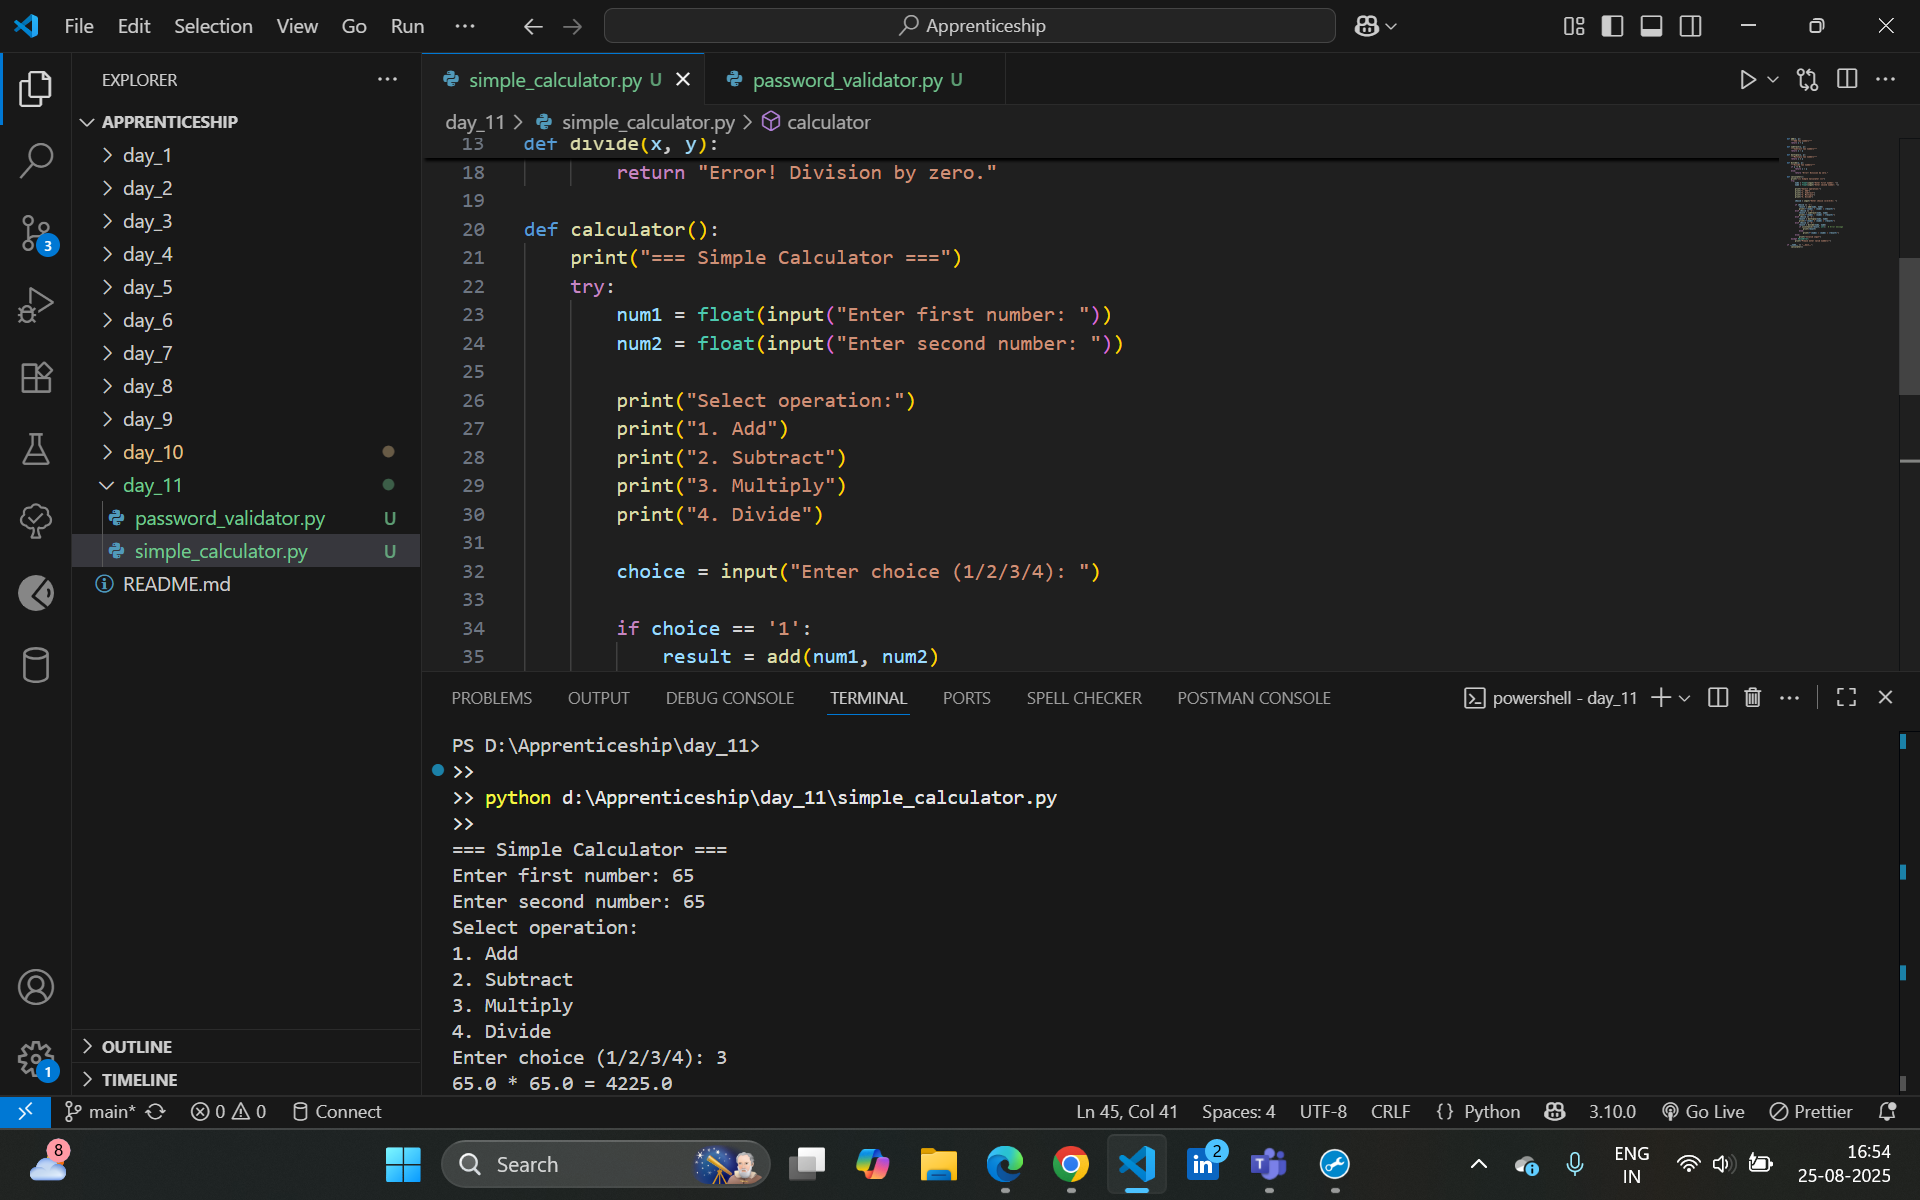 File Edit Selection View Go Run ···
Apprenticeship
EXPLORER
APPRENTICESHIP
day_1
day_2
day_3
day_4
day_5
day_6
day_7
day_8
day_9
day_10
day_11
password_validator.py U
simple_calculator.py U
README.md
OUTLINE
TIMELINE
3
1
simple_calculator.py U
password_validator.py U
day_11 > simple_calculator.py > calculator
13 def divide(x, y):
18 return "Error! Division by zero."
19
20 def calculator():
21 print("=== Simple Calculator ===")
22 try:
23 num1 = float(input("Enter first number: "))
24 num2 = float(input("Enter second number: "))
25
26 print("Select operation:")
27 print("1. Add")
28 print("2. Subtract")
29 print("3. Multiply")
30 print("4. Divide")
31
32 choice = input("Enter choice (1/2/3/4): ")
33
34 if choice == '1':
35 result = add(num1, num2)
PROBLEMS OUTPUT DEBUG CONSOLE TERMINAL PORTS SPELL CHECKER POSTMAN CONSOLE
powershell - day_11
PS D:\Apprenticeship\day_11>
>>
>> python d:\Apprenticeship\day_11\simple_calculator.py
>>
=== Simple Calculator ===
Enter first number: 65
Enter second number: 65
Select operation:
1. Add
2. Subtract
3. Multiply
4. Divide
Enter choice (1/2/3/4): 3
65.0 * 65.0 = 4225.0
main* 0 0 Connect
Ln 45, Col 41 Spaces: 4 UTF-8 CRLF {} Python 3.10.0 Go Live Prettier
8
Search
in 2
ENG
IN
16:54
25-08-2025